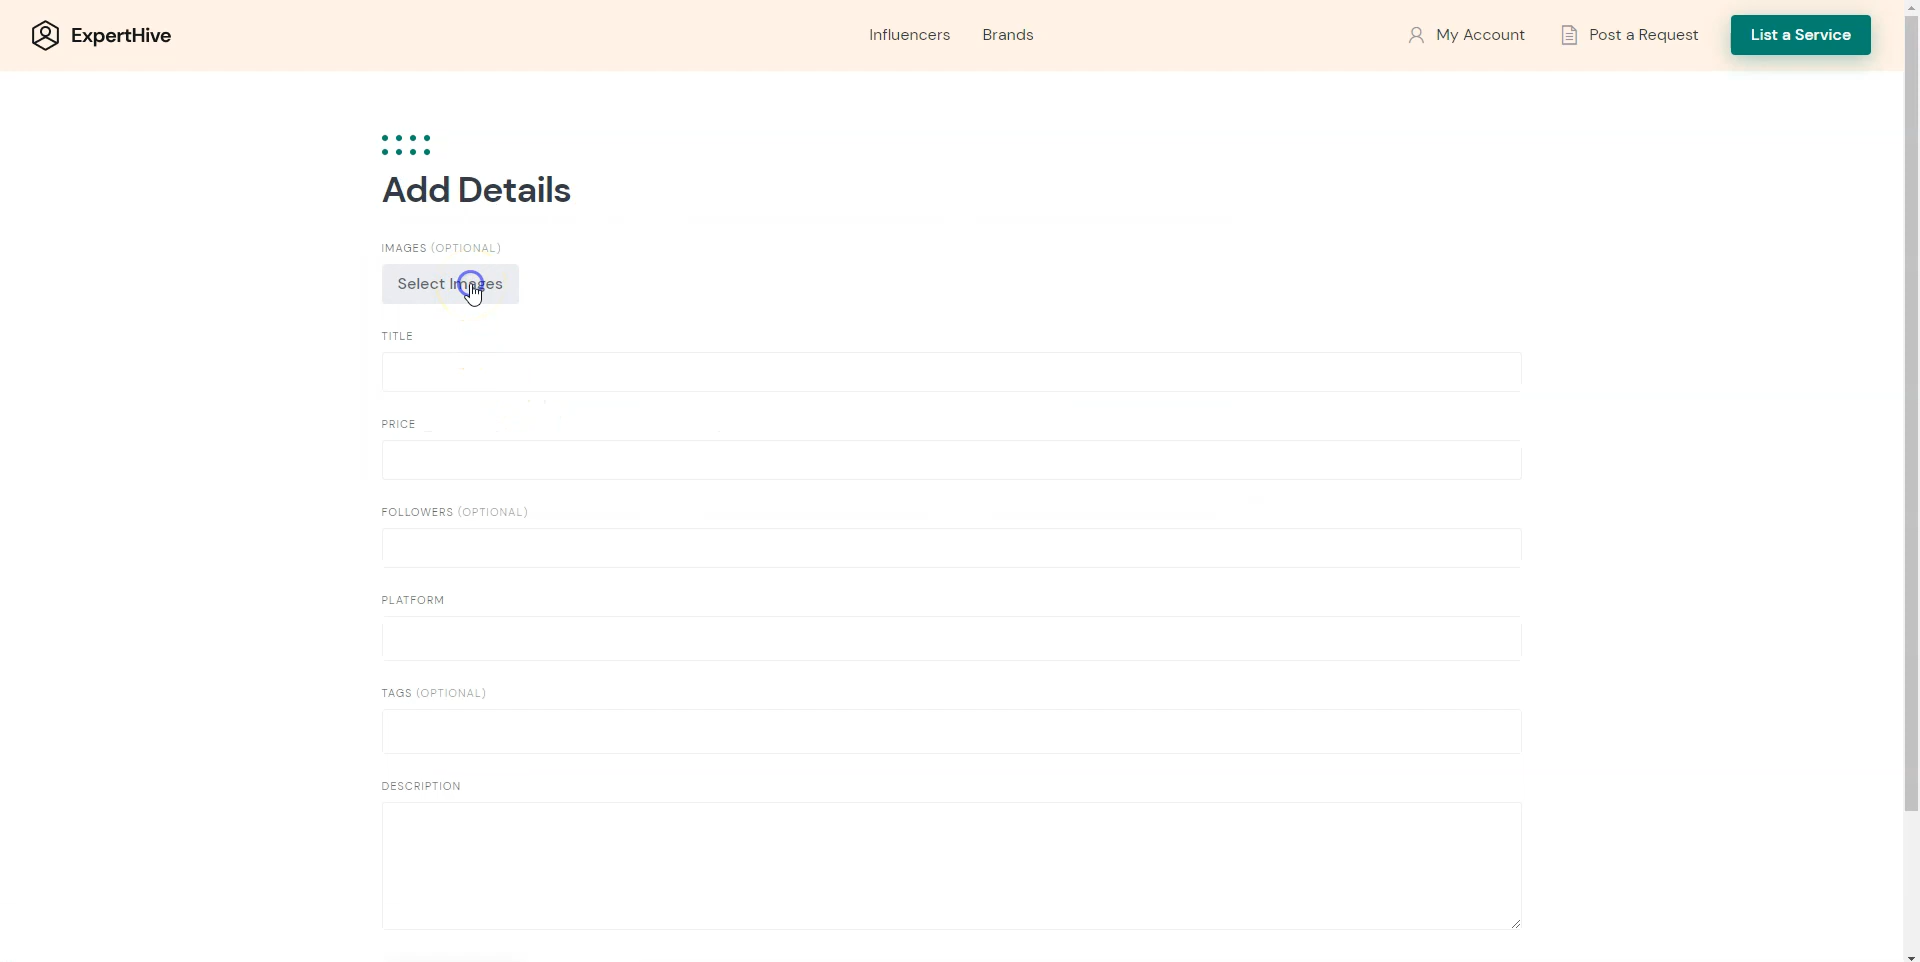 ExpertHive
Influencers
Brands
My Account
Post a Request
List a Service
Add Details
IMAGES (OPTIONAL)
Select Images
TITLE
PRICE
FOLLOWERS (OPTIONAL)
PLATFORM
TAGS (OPTIONAL)
DESCRIPTION